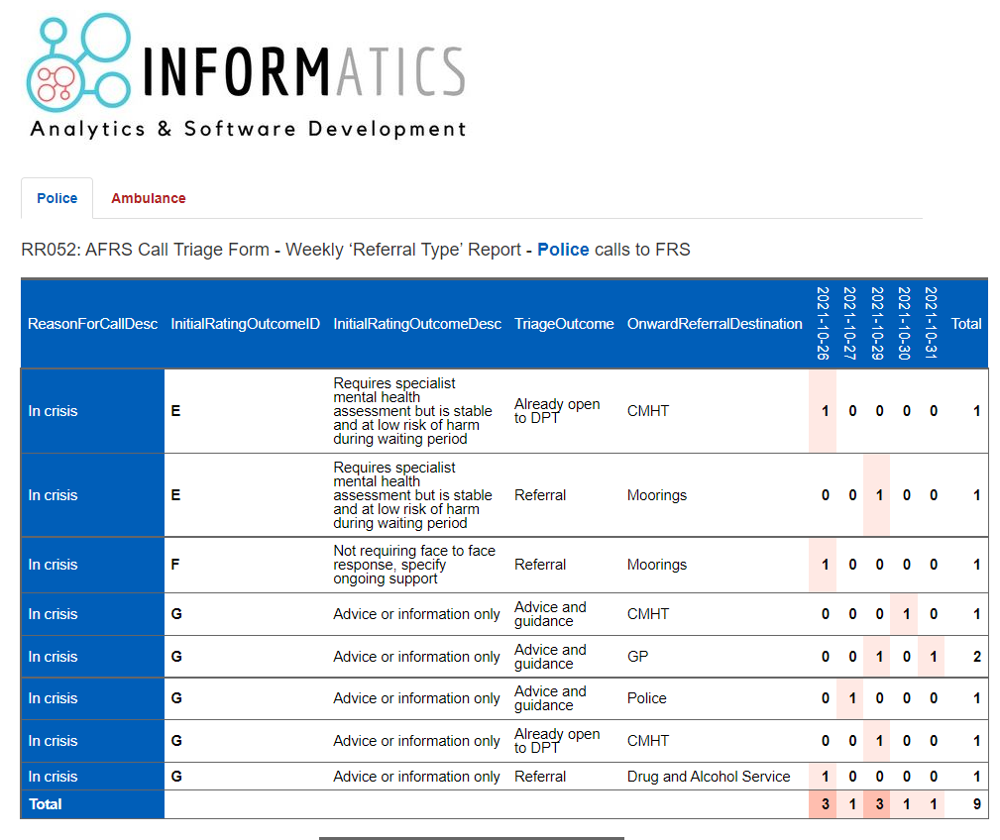 INFORMATICS
Analytics & Software Development
Police Ambulance
RR052: AFRS Call Triage Form - Weekly ‘Referral Type’ Report - Police calls to FRS
ReasonForCallDesc InitialRatingOutcomeID InitialRatingOutcomeDesc TriageOutcome OnwardReferralDestination 2021-10-26 2021-10-27 2021-10-29 2021-10-30 2021-10-31 Total
In crisis E Requires specialist mental health assessment but is stable and at low risk of harm during waiting period Already open to DPT CMHT 1 0 0 0 0 1
In crisis E Requires specialist mental health assessment but is stable and at low risk of harm during waiting period Referral Moorings 0 0 1 0 0 1
In crisis F Not requiring face to face response, specify ongoing support Referral Moorings 1 0 0 0 0 1
In crisis G Advice or information only Advice and guidance CMHT 0 0 0 1 0 1
In crisis G Advice or information only Advice and guidance GP 0 0 1 0 1 2
In crisis G Advice or information only Advice and guidance Police 0 1 0 0 0 1
In crisis G Advice or information only Already open to DPT CMHT 0 0 1 0 0 1
In crisis G Advice or information only Referral Drug and Alcohol Service 1 0 0 0 0 1
Total 3 1 3 1 1 9